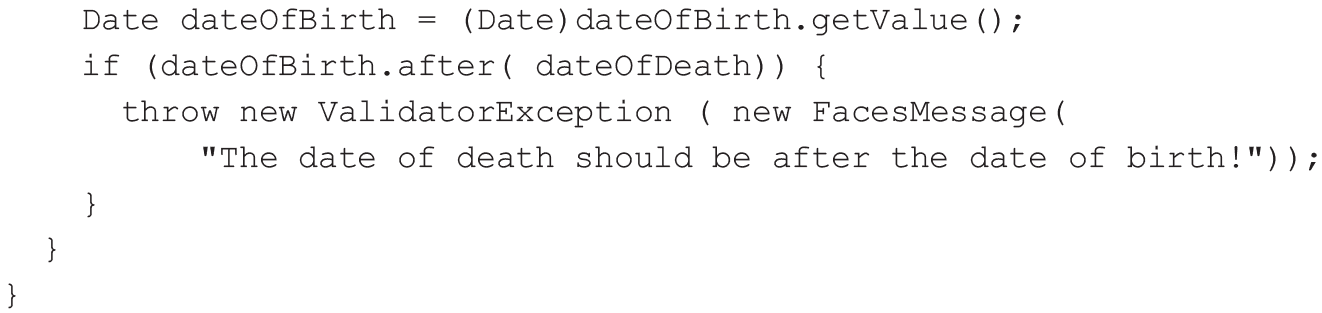 Date dateOfBirth = (Date)dateOfBirth.getValue();
if (dateOfBirth.after( dateOfDeath)) {
throw new ValidatorException ( new FacesMessage(
"The date of death should be after the date of birth!"));
}
}
}